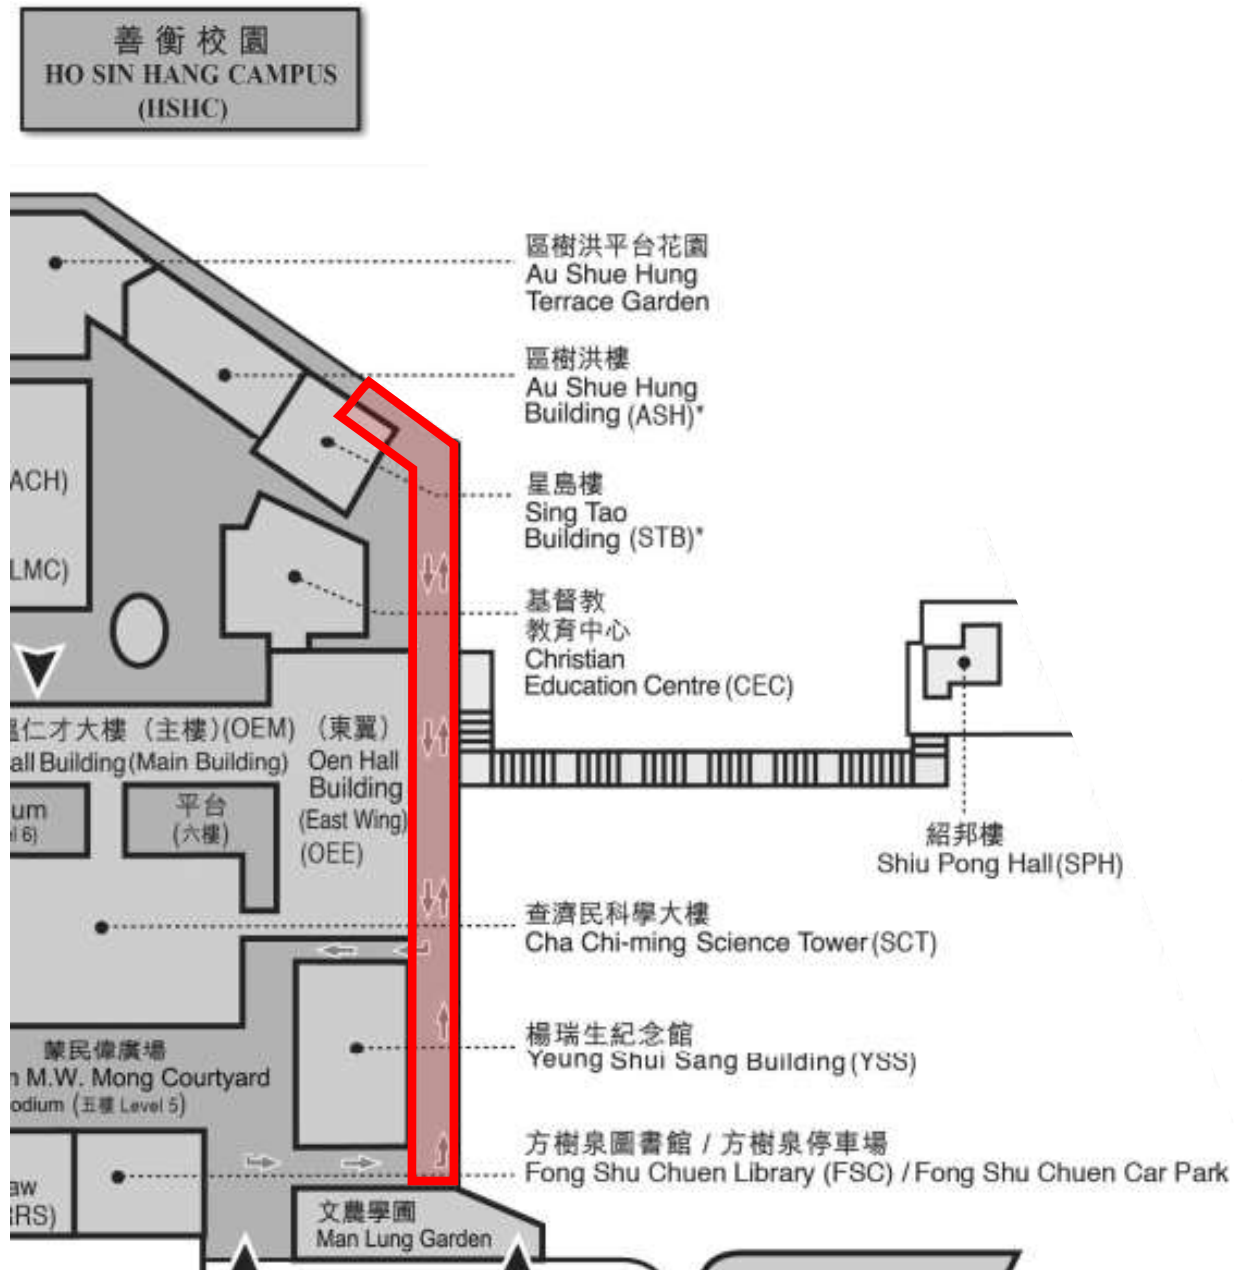 善衡校園
HO SIN HANG CAMPUS
(HSHC)
區樹洪平台花園
Au Shue Hung
Terrace Garden
區樹洪樓
Au Shue Hung
Building (ASH)*
ACH)
星島樓
Sing Tao
Building (STB)*
LMC)
基督教
教育中心
Christian
Education Centre (CEC)
仁才大樓（主樓）(OEM)
all Building (Main Building)
（東翼）
Oen Hall
Building
(East Wing)
(OEE)
um
6)
平台
(六樓)
紹邦樓
Shiu Pong Hall (SPH)
查濟民科學大樓
Cha Chi-ming Science Tower (SCT)
楊瑞生紀念館
Yeung Shui Sang Building (YSS)
蒙民偉廣場
M.W. Mong Courtyard
odium (五樓 Level 5)
方樹泉圖書館 / 方樹泉停車場
Fong Shu Chuen Library (FSC) / Fong Shu Chuen Car Park
aw
RS)
文農學圃
Man Lung Garden